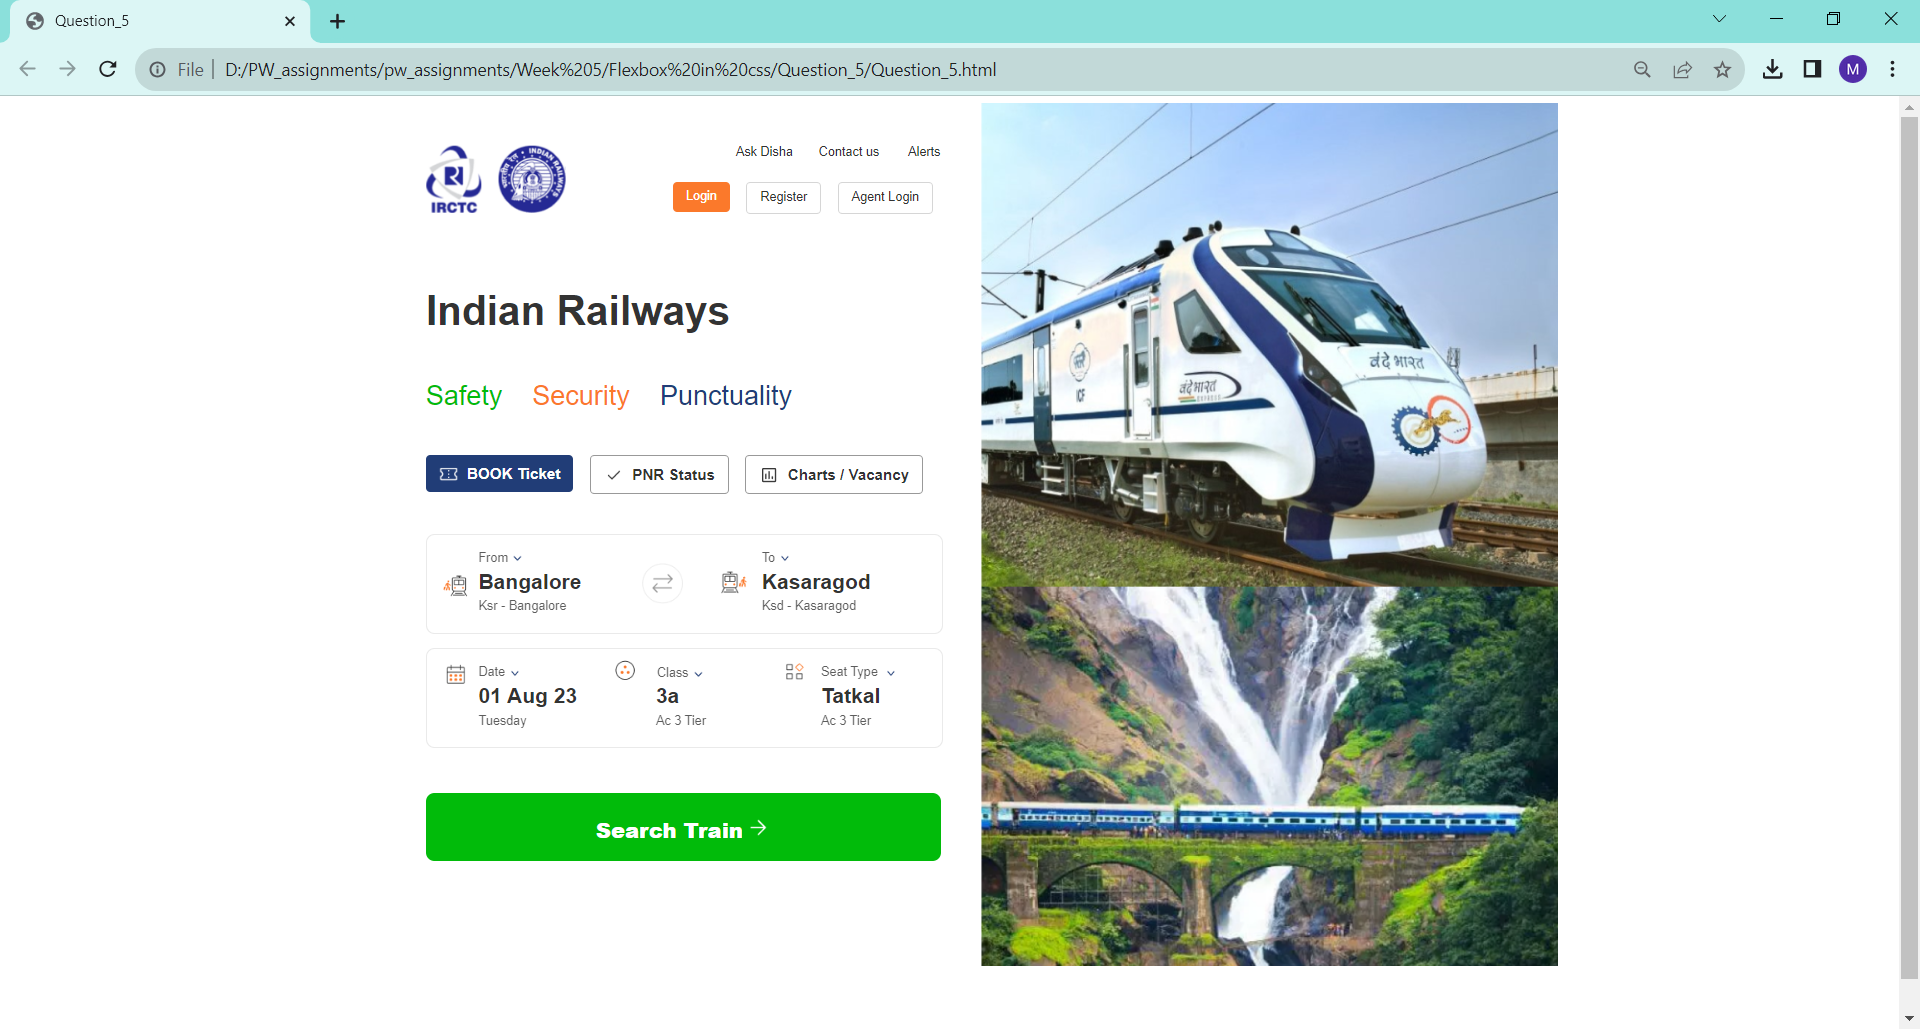 Question_5
File
D:/PW_assignments/pw_assignments/Week%205/Flexbox%20in%20css/Question_5/Question_5.html
M
IRCTC
INDIAN RAILWAYS
भारतीय रेल
Ask Disha Contact us Alerts
Login Register Agent Login
Indian Railways
Safety Security Punctuality
BOOK Ticket PNR Status Charts / Vacancy
From
Bangalore
Ksr - Bangalore
To
Kasaragod
Ksd - Kasaragod
Date
01 Aug 23
Tuesday
Class
3a
Ac 3 Tier
Seat Type
Tatkal
Ac 3 Tier
Search Train
वंदे भारत
वंदे भारत
ICF